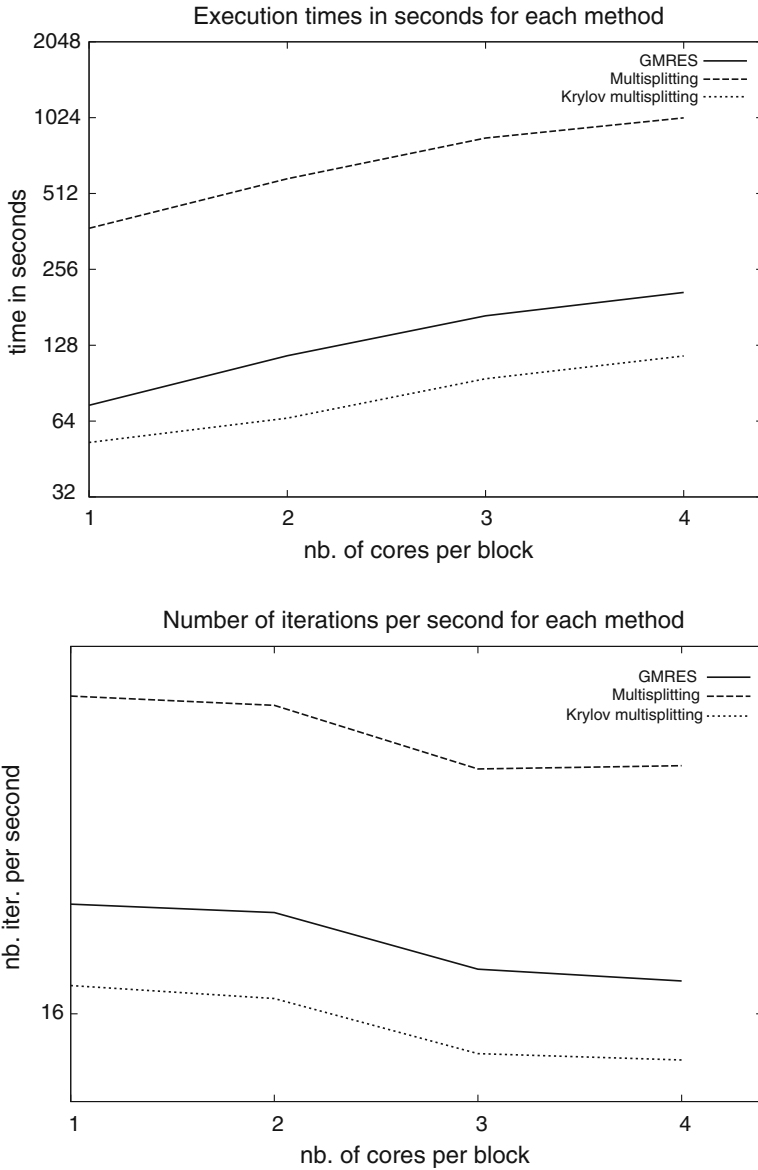 Execution times in seconds for each method
2048
1024
512
256
128
64
32
time in seconds
GMRES
Multisplitting
Krylov multisplitting
1 2 3 4
nb. of cores per block
Number of iterations per second for each method
nb. iter. per second
GMRES
Multisplitting
Krylov multisplitting
16
1 2 3 4
nb. of cores per block